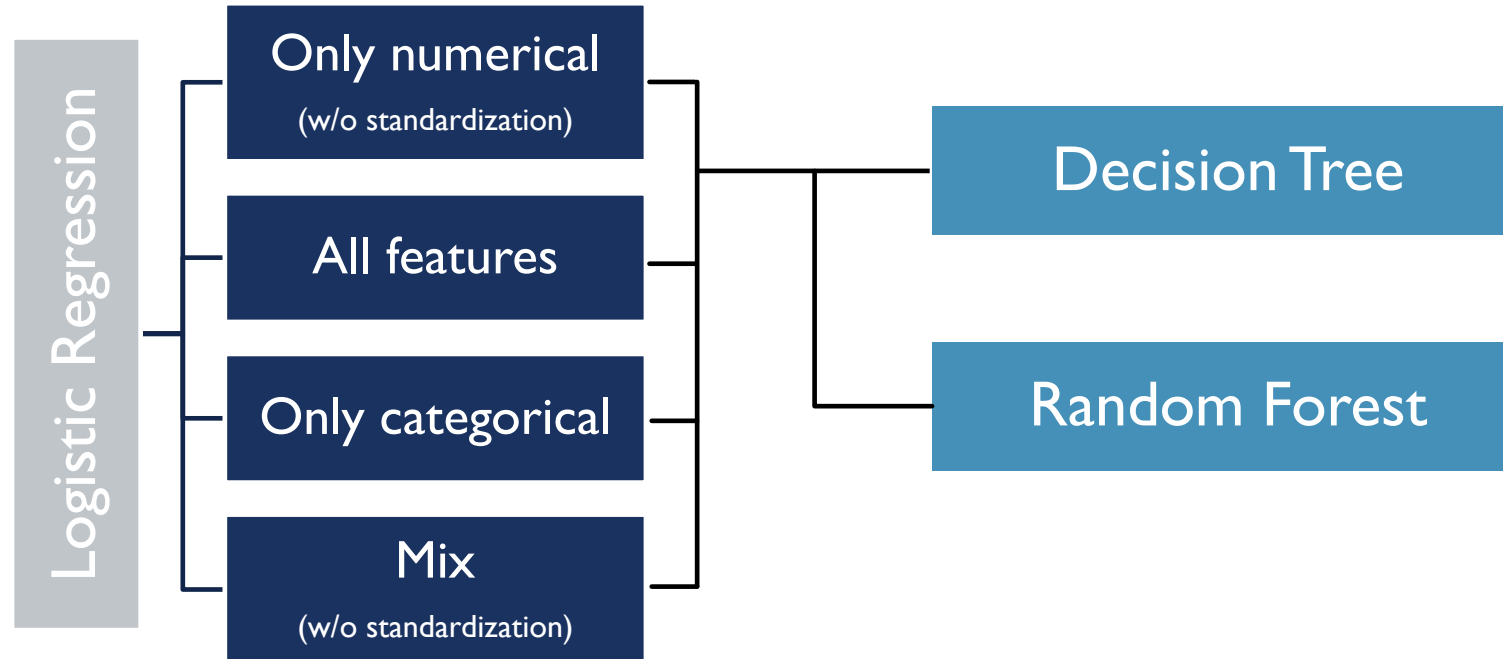 Logistic Regression
Only numerical
(w/o standardization)
All features
Only categorical
Mix
(w/o standardization)
Decision Tree
Random Forest